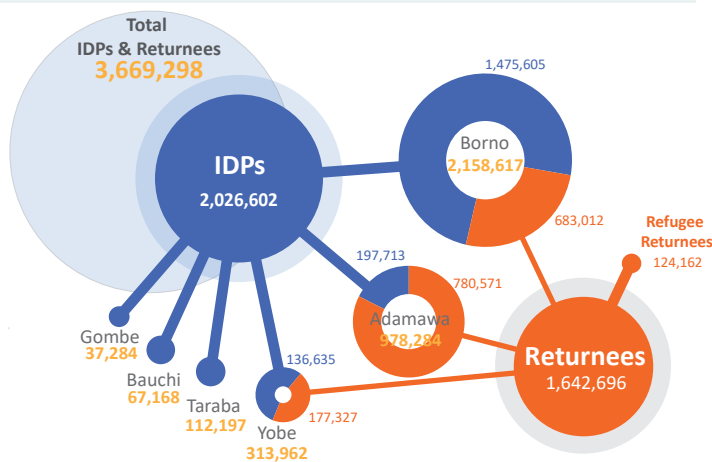 Total
IDPs & Returnees
3,669,298
IDPs
2,026,602
1,475,605
Borno
2,158,617
683,012
Refugee
Returnees
124,162
197,713
780,571
Adamawa
978,284
Gombe
37,284
Bauchi
67,168
Taraba
112,197
136,635
177,327
Yobe
313,962
Returnees
1,642,696